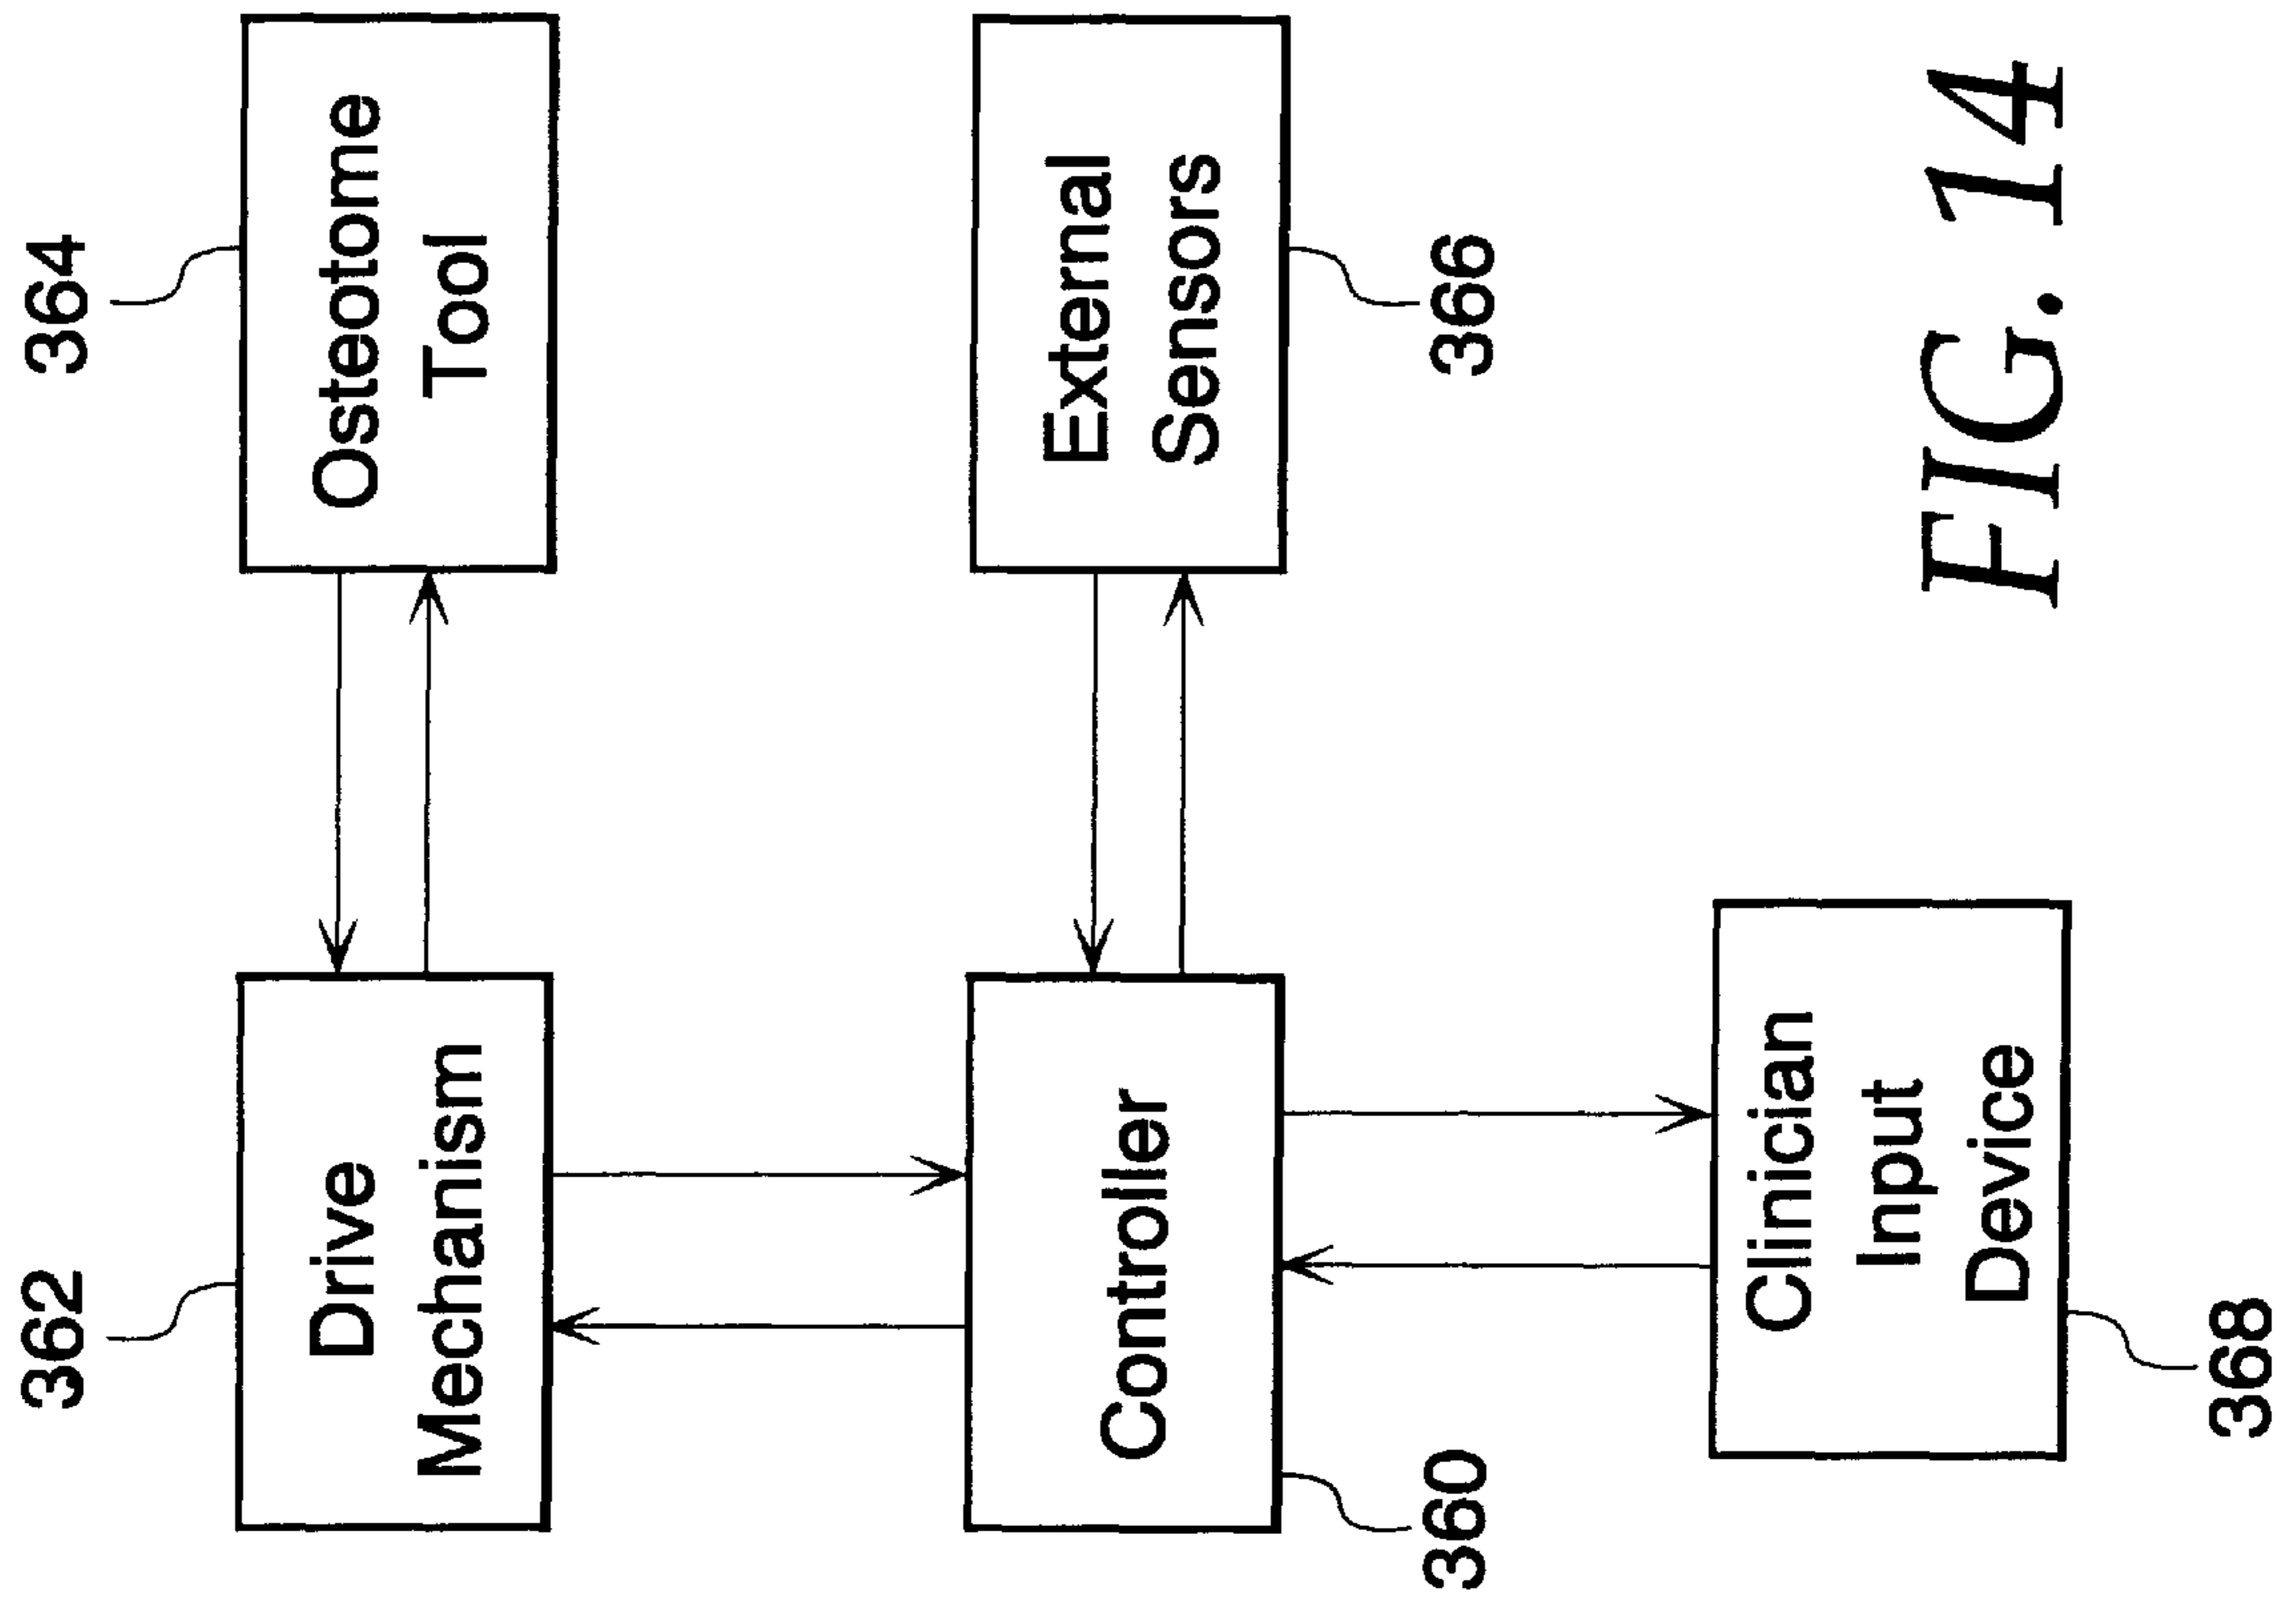 362
364
Drive
Mechanism
Osteotome
Tool
Controller
External
Sensors
360
366
Clinician
Input
Device
368
FIG. 14